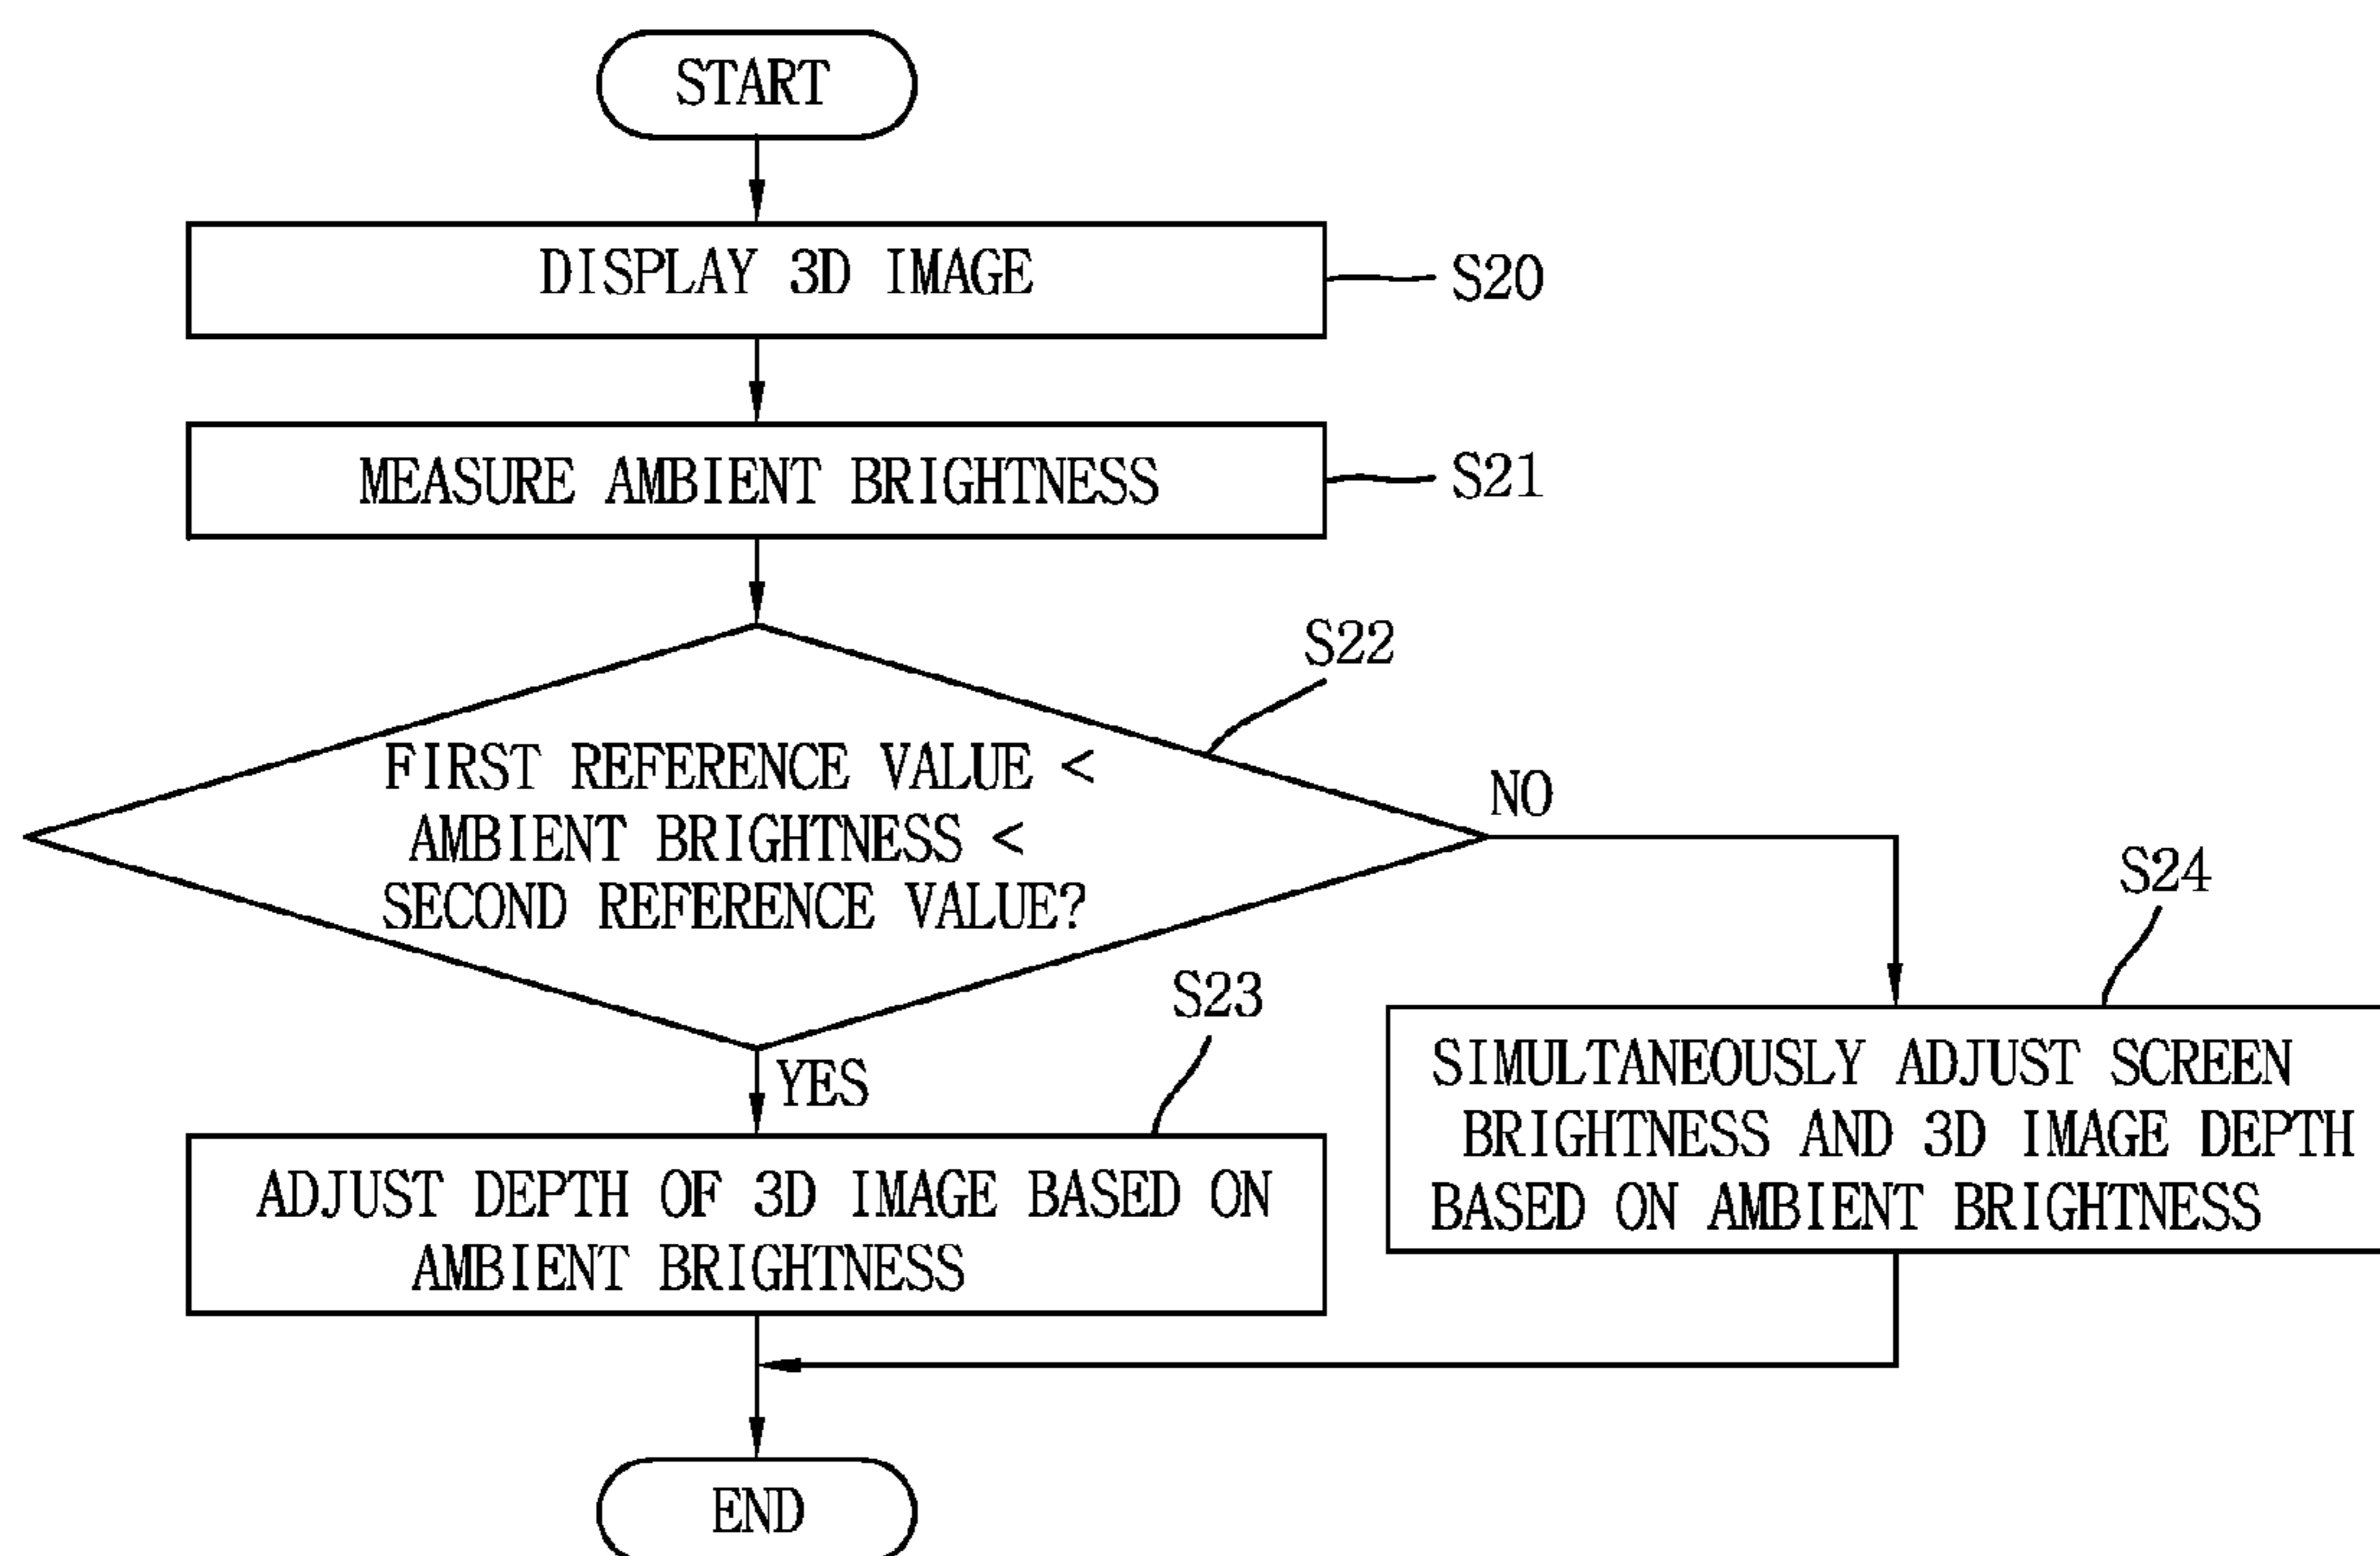 START
DISPLAY 3D IMAGE
S20
MEASURE AMBIENT BRIGHTNESS
S21
S22
FIRST REFERENCE VALUE <
AMBIENT BRIGHTNESS <
SECOND REFERENCE VALUE?
NO
YES
S23
ADJUST DEPTH OF 3D IMAGE BASED ON
AMBIENT BRIGHTNESS
S24
SIMULTANEOUSLY ADJUST SCREEN
BRIGHTNESS AND 3D IMAGE DEPTH
BASED ON AMBIENT BRIGHTNESS
END